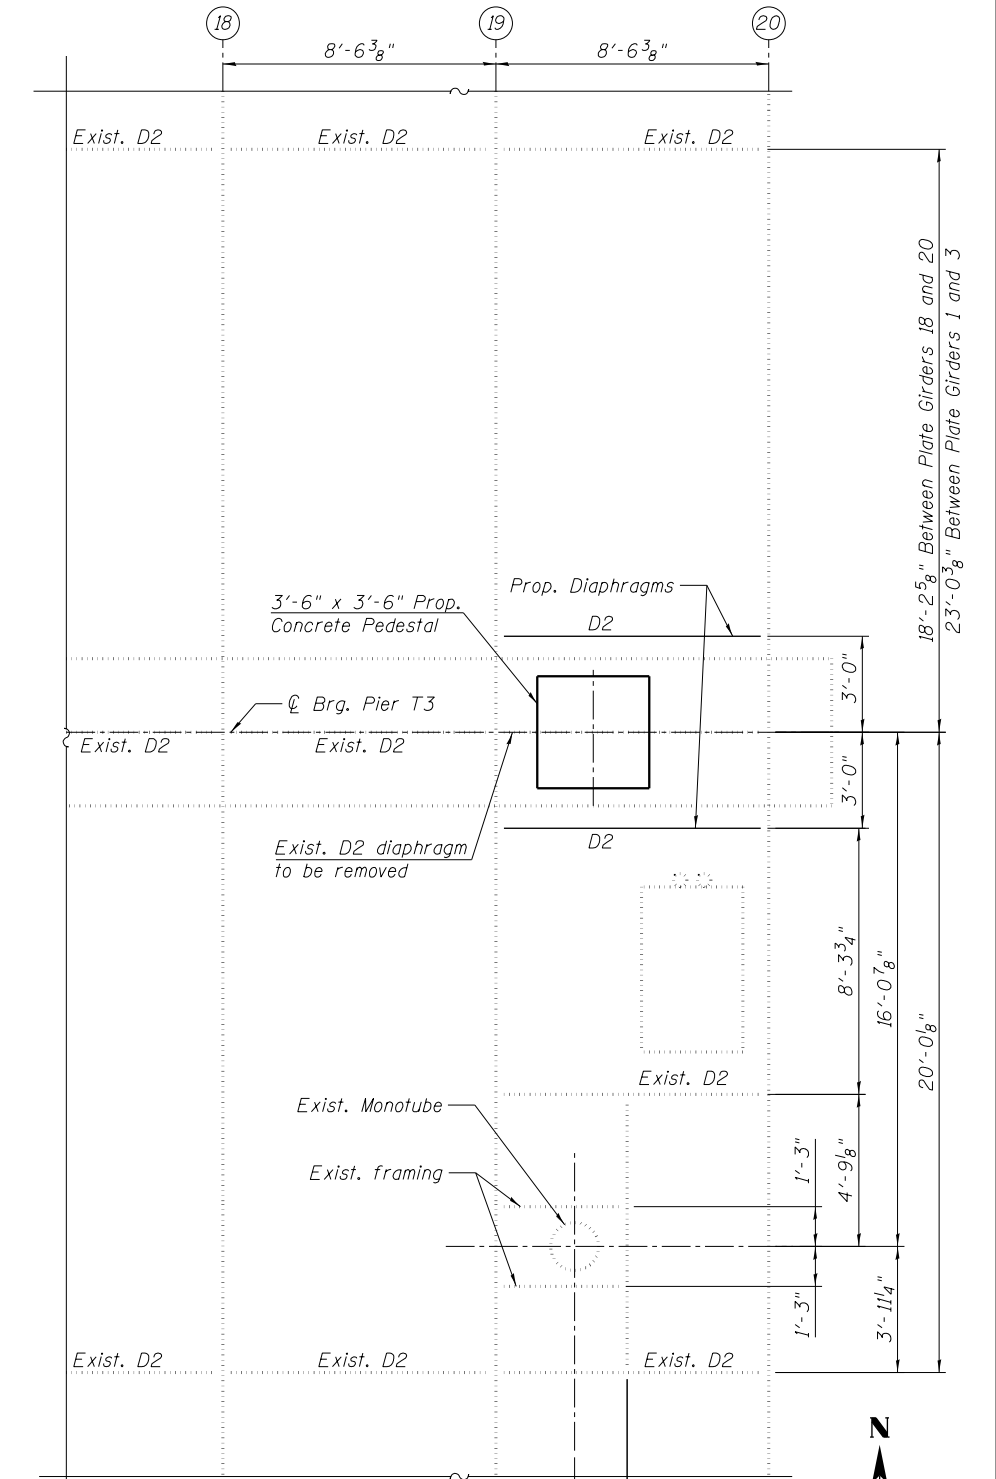 18
19
20
8'-6 3/8"
8'-6 3/8"
Exist. D2
Exist. D2
Exist. D2
18'-2 5/8" Between Plate Girders 18 and 20
23'-0 3/8" Between Plate Girders 1 and 3
Prop. Diaphragms
3'-6" x 3'-6" Prop.
Concrete Pedestal
D2
3'-0"
℄ Brg. Pier T3
Exist. D2
Exist. D2
3'-0"
Exist. D2 diaphragm
to be removed
D2
8'-3 3/4"
16'-0 7/8"
20'-0 1/8"
Exist. D2
Exist. Monotube
1'-3"
4'-9 1/8"
Exist. framing
1'-3"
3'-11 1/4"
Exist. D2
Exist. D2
Exist. D2
N